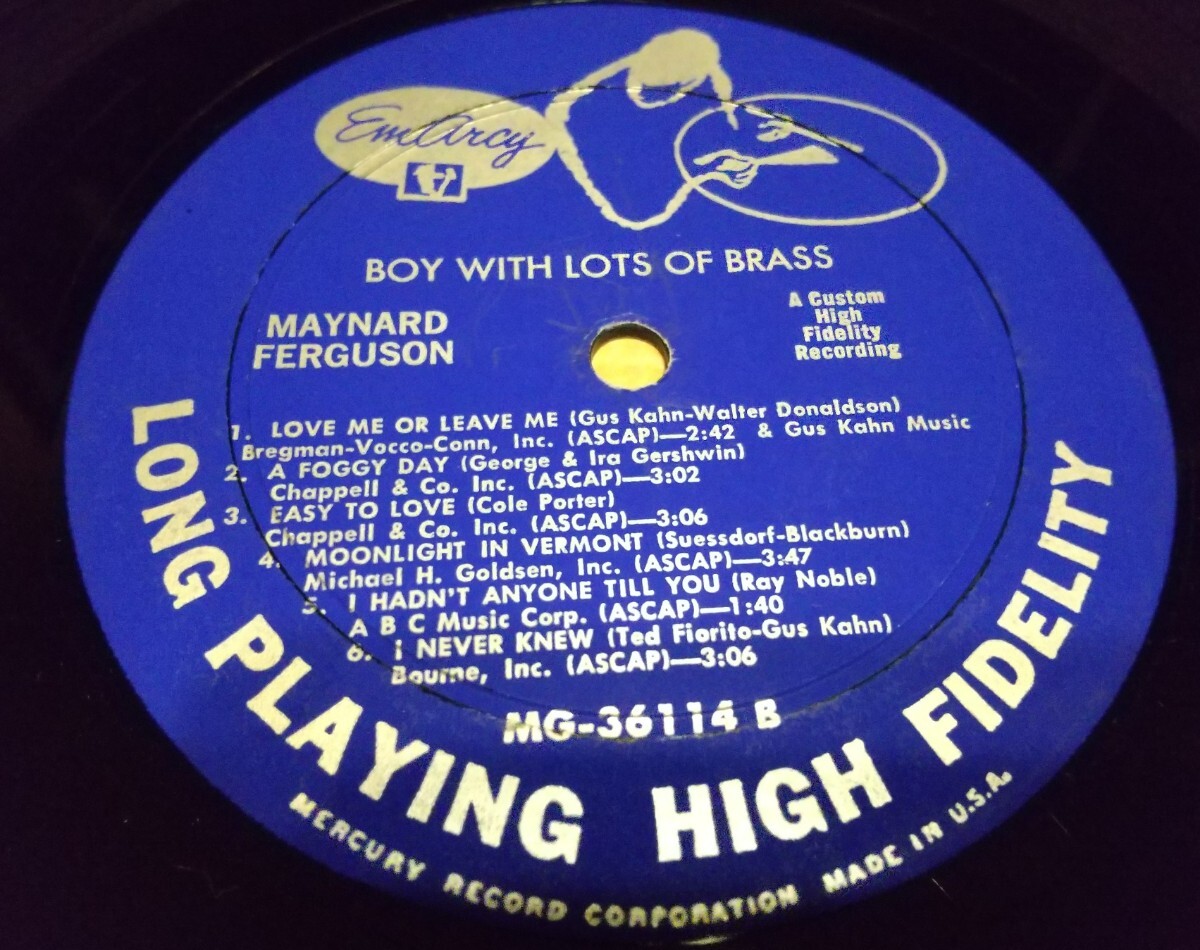 EmArcy
BOY WITH LOTS OF BRASS
MAYNARD
FERGUSON
A Custom
High
Fidelity
Recording
1. LOVE ME OR LEAVE ME (Gus Kahn-Walter Donaldson)
Bregman-Vocco-Conn, Inc. (ASCAP)—2:42 & Gus Kahn Music
2. A FOGGY DAY (George & Ira Gershwin)
Chappell & Co. Inc. (ASCAP)—3:02
3. EASY TO LOVE (Cole Porter)
Chappell & Co. Inc. (ASCAP)—3:06
4. MOONLIGHT IN VERMONT (Suessdorf-Blackburn)
Michael H. Goldsen, Inc. (ASCAP)—3:47
5. I HADN'T ANYONE TILL YOU (Ray Noble)
A B C Music Corp. (ASCAP)—1:40
6. I NEVER KNEW (Ted Fiorito-Gus Kahn)
Bourne, Inc. (ASCAP)—3:06
MG-36114 B
LONG PLAYING HIGH FIDELITY
MERCURY RECORD CORPORATION MADE IN U.S.A.